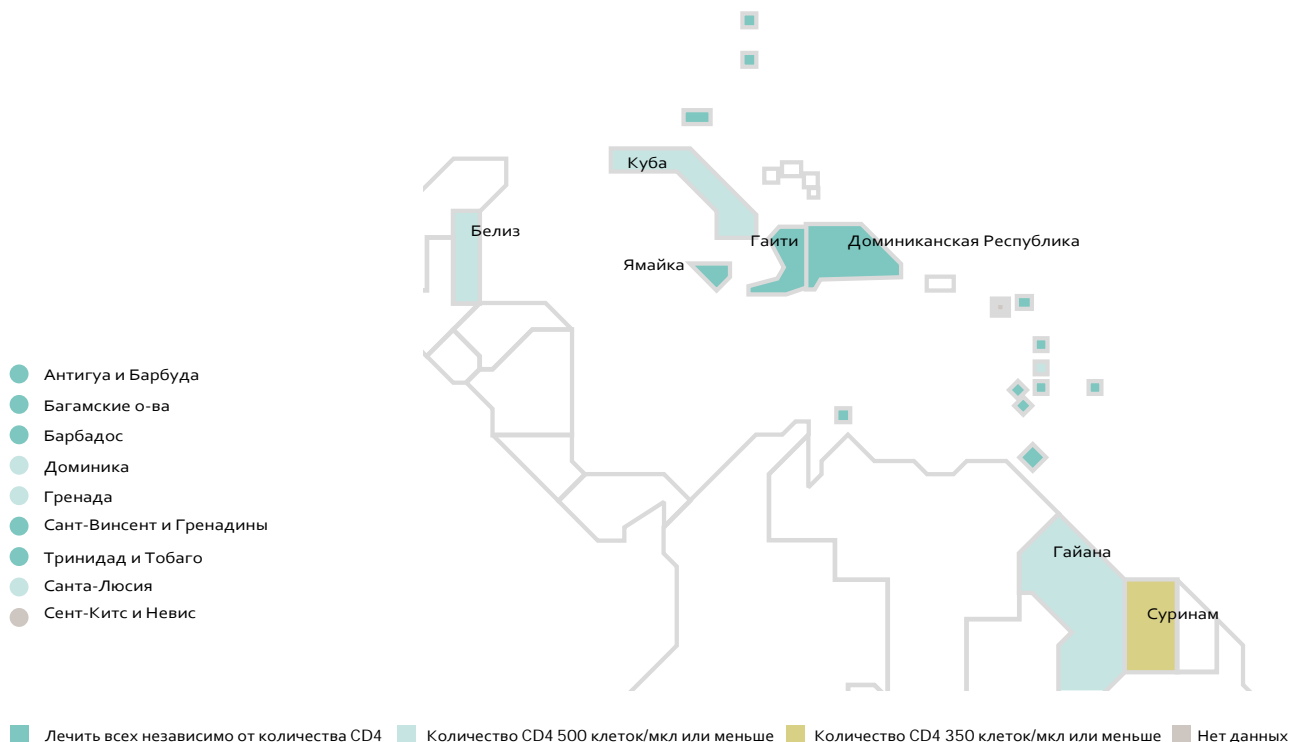 Куба
Белиз
Гаити
Доминиканская Республика
Ямайка
Антигуа и Барбуда
Багамские о-ва
Барбадос
Доминика
Гренада
Сант-Винсент и Гренадины
Тринидад и Тобаго
Санта-Люсия
Сент-Китс и Невис
Гайана
Суринам
Лечить всех независимо от количества CD4
Количество CD4 500 клеток/мкл или меньше
Количество CD4 350 клеток/мкл или меньше
Нет данных